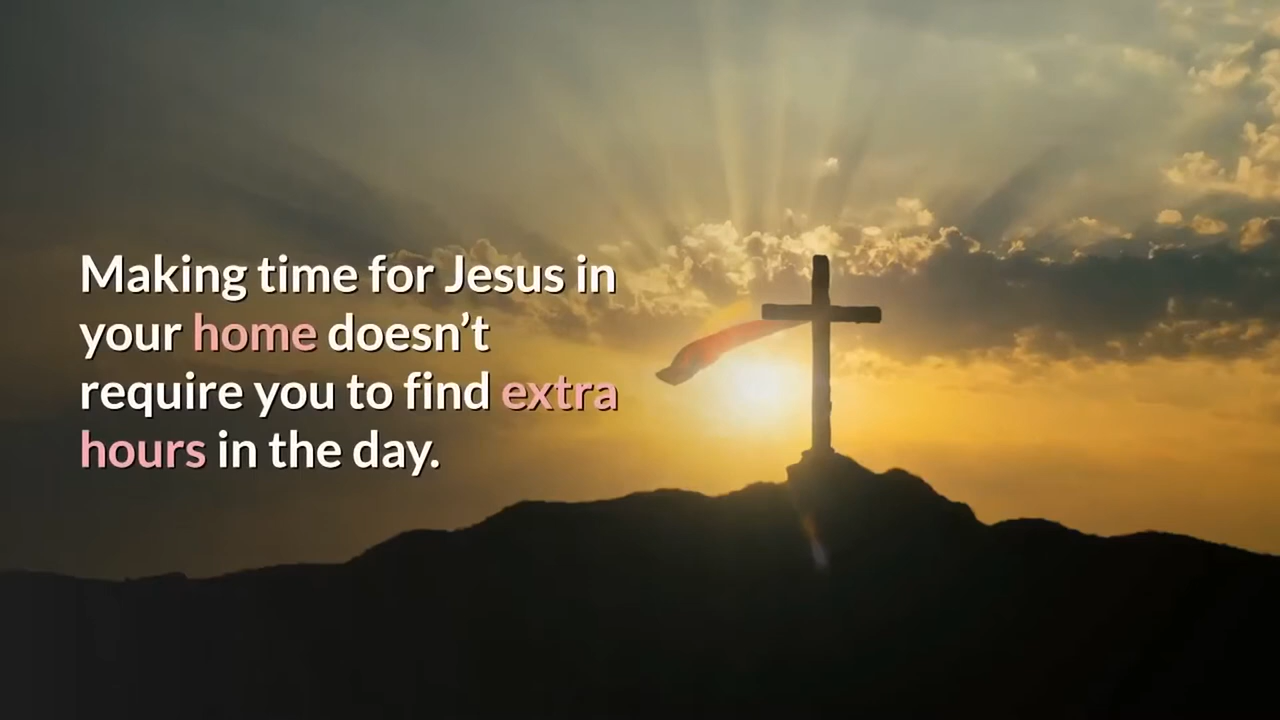 Making time for Jesus in
your home doesn’t
require you to find extra
hours in the day.